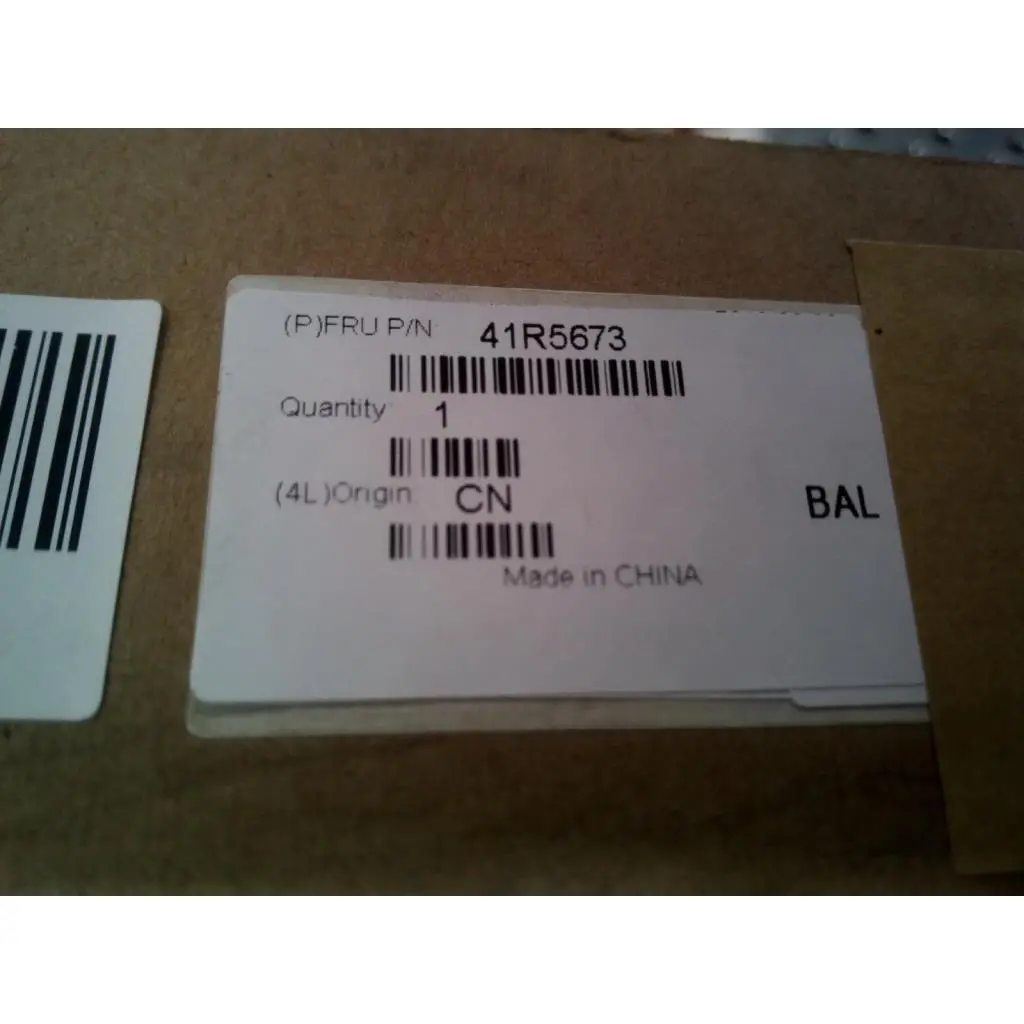 (P)FRU P/N: 41R5673
Quantity: 1
(4L)Origin: CN
BAL
Made in CHINA